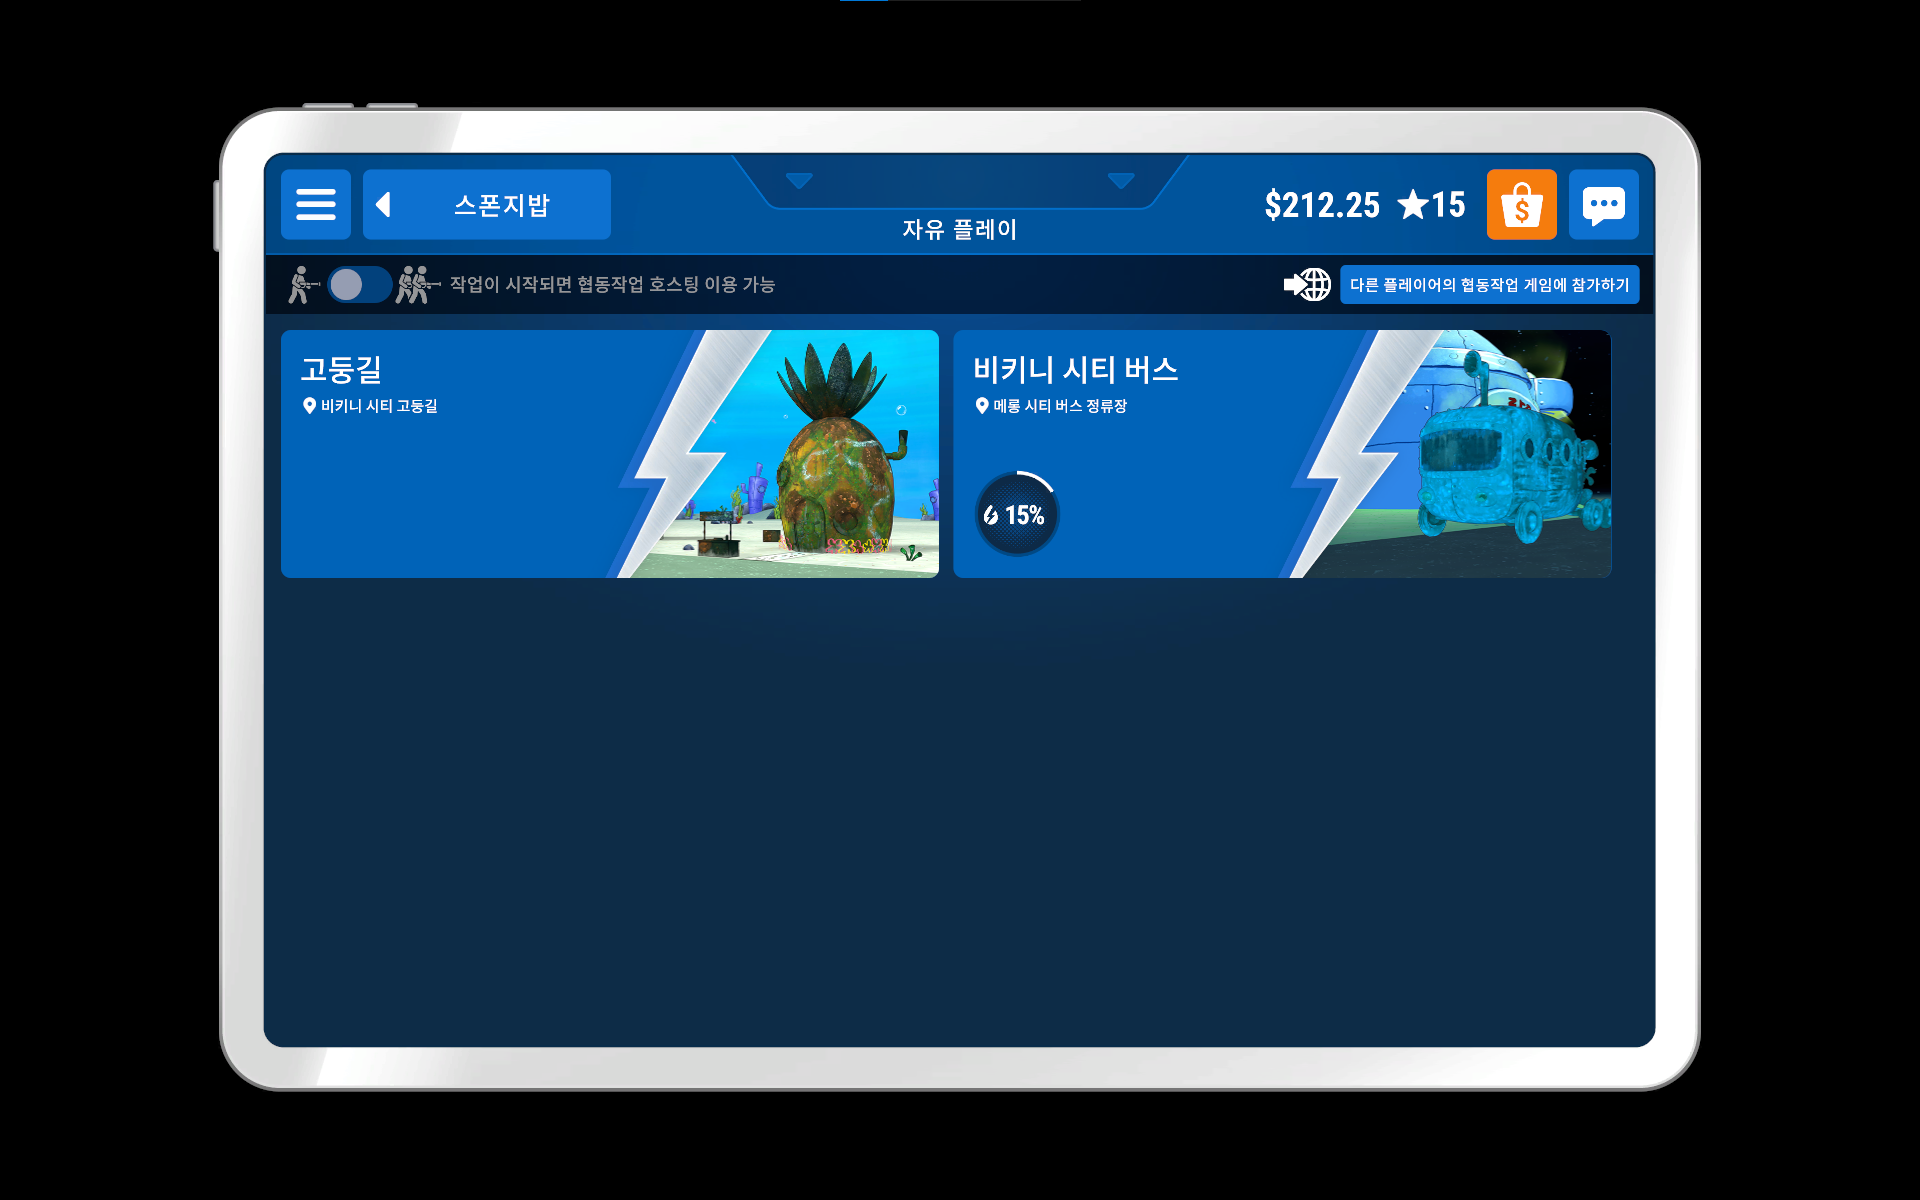 스폰지밥
자유 플레이
$212.25 ★15
작업이 시작되면 협동작업 호스팅 이용 가능
다른 플레이어의 협동작업 게임에 참가하기
고둥길
비키니 시티 고둥길
비키니 시티 버스
메롱 시티 버스 정류장
15%